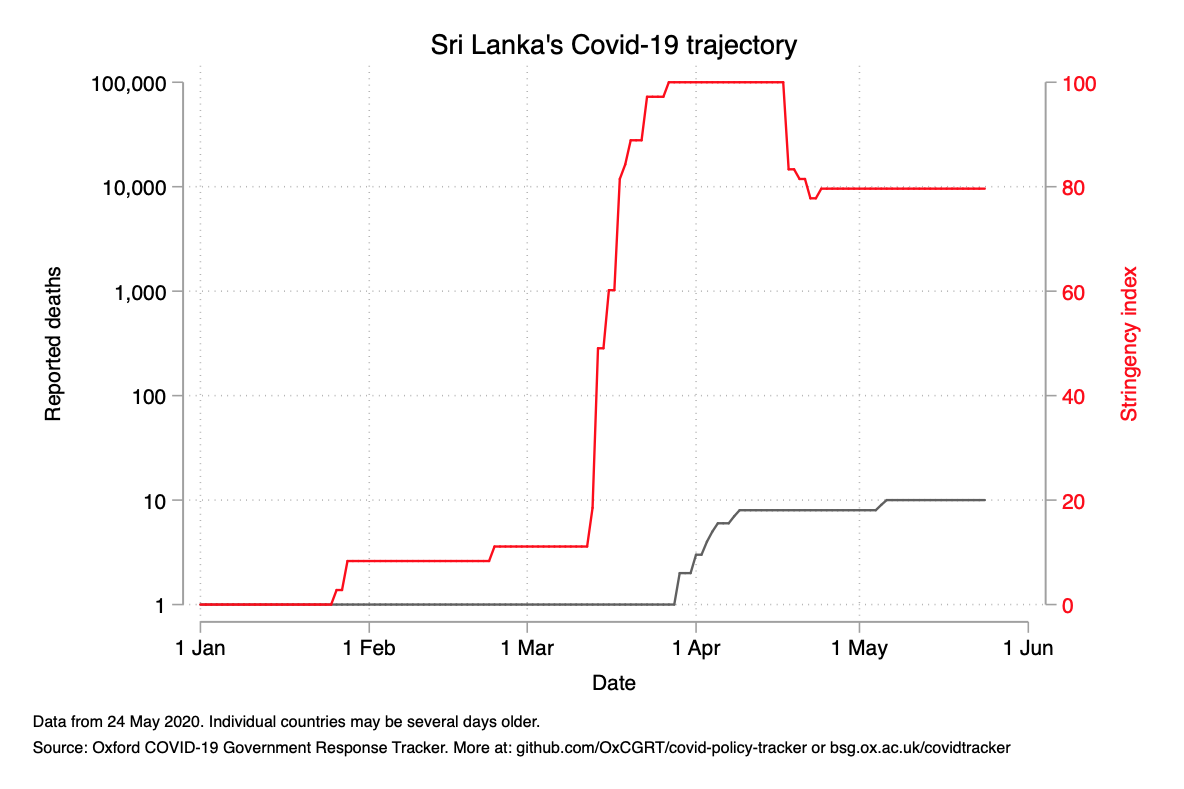 Sri Lanka's Covid-19 trajectory
100,000
10,000
1,000
100
10
1
Reported deaths
100
80
60
40
20
0
Stringency index
1 Jan
1 Feb
1 Mar
1 Apr
1 May
1 Jun
Date
Data from 24 May 2020. Individual countries may be several days older.
Source: Oxford COVID-19 Government Response Tracker. More at: github.com/OxCGRT/covid-policy-tracker or bsg.ox.ac.uk/covidtracker